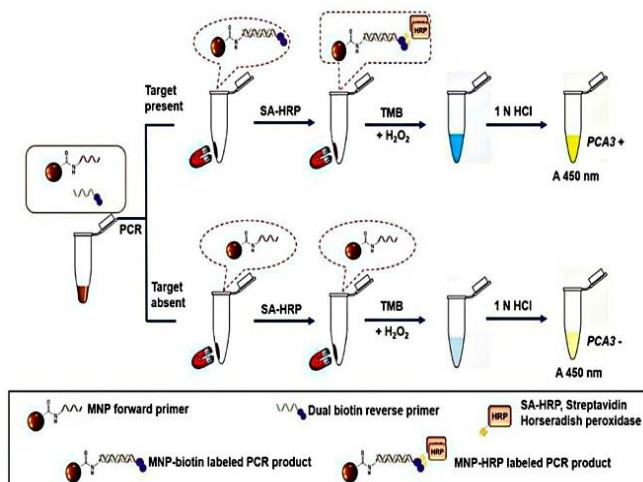 HRP
HRP
Target
present
SA-HRP
TMB
+ H₂O₂
1 N HCl
PCA3 +
A 450 nm
PCR
Target
absent
SA-HRP
TMB
+ H₂O₂
1 N HCl
PCA3 -
A 450 nm
O
N
H
MNP forward primer
Dual biotin reverse primer
HRP
SA-HRP, Streptavidin
Horseradish peroxidase
MNP-biotin labeled PCR product
HRP
MNP-HRP labeled PCR product